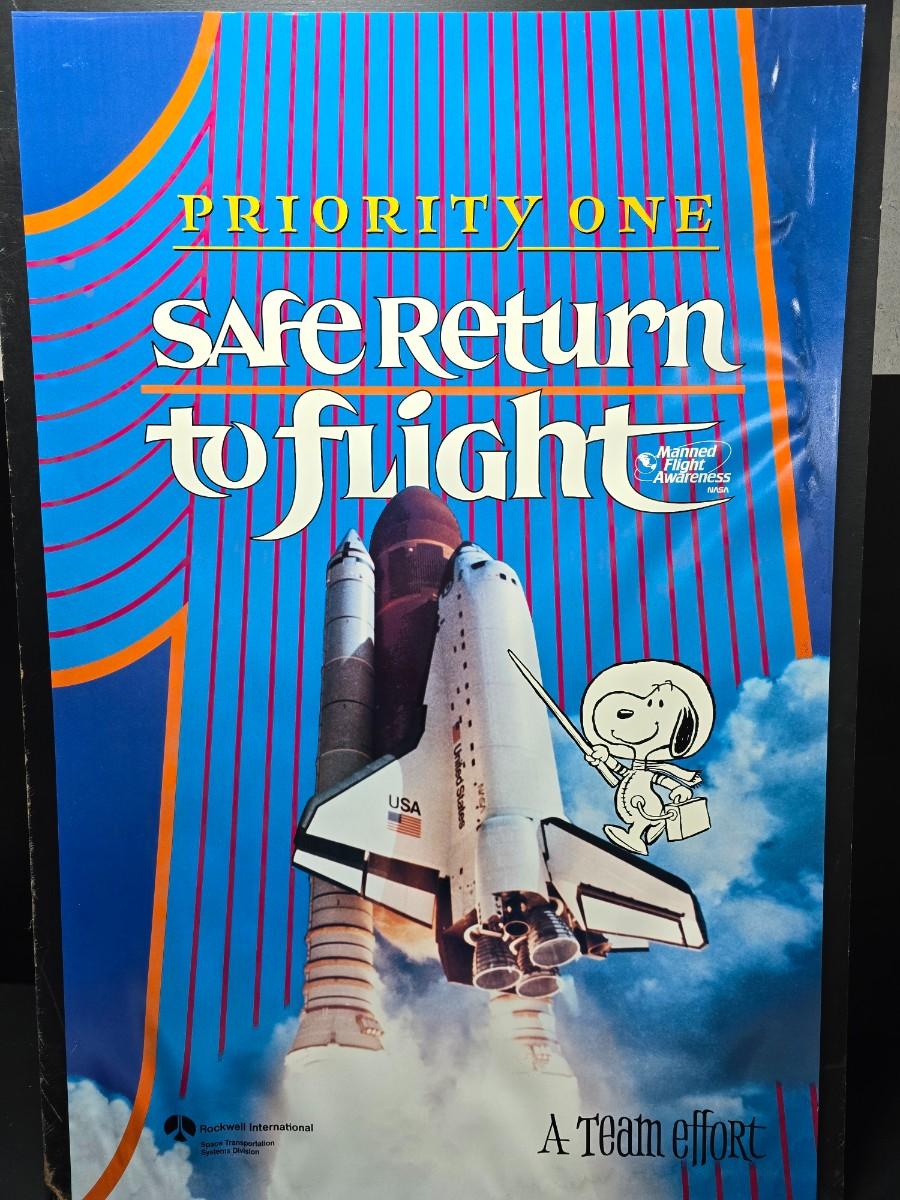 PRIORITY ONE
Safe Return
to flight
Manned
Flight
Awareness
NASA
USA
United States
NASA
Rockwell International
Space Transportation
Systems Division
A Team effort